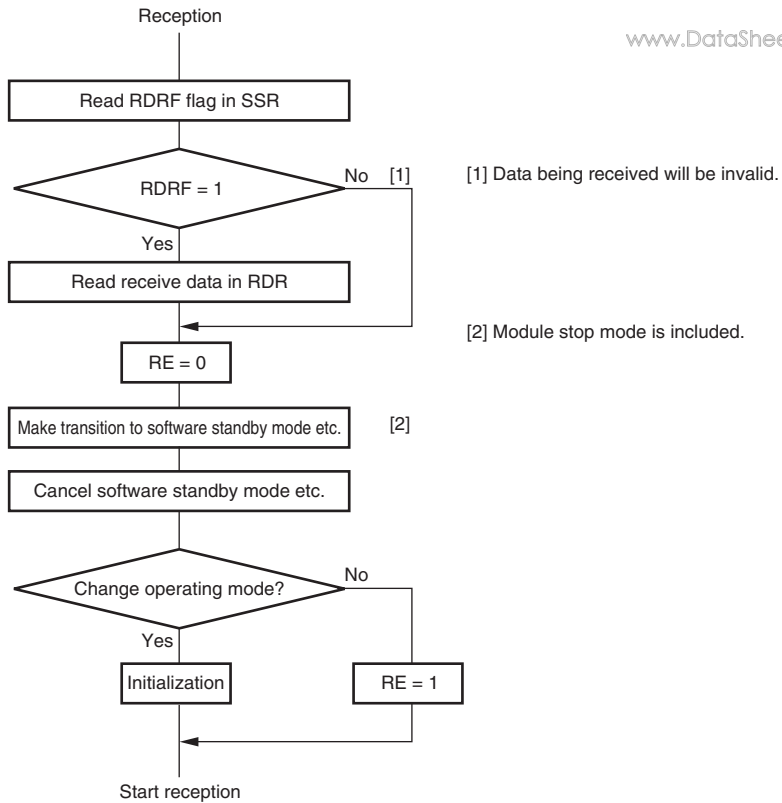 Reception
www.DataShee
Read RDRF flag in SSR
RDRF = 1
No [1]
[1] Data being received will be invalid.
Yes
Read receive data in RDR
[2] Module stop mode is included.
RE = 0
Make transition to software standby mode etc.
[2]
Cancel software standby mode etc.
Change operating mode?
No
Yes
Initialization
RE = 1
Start reception